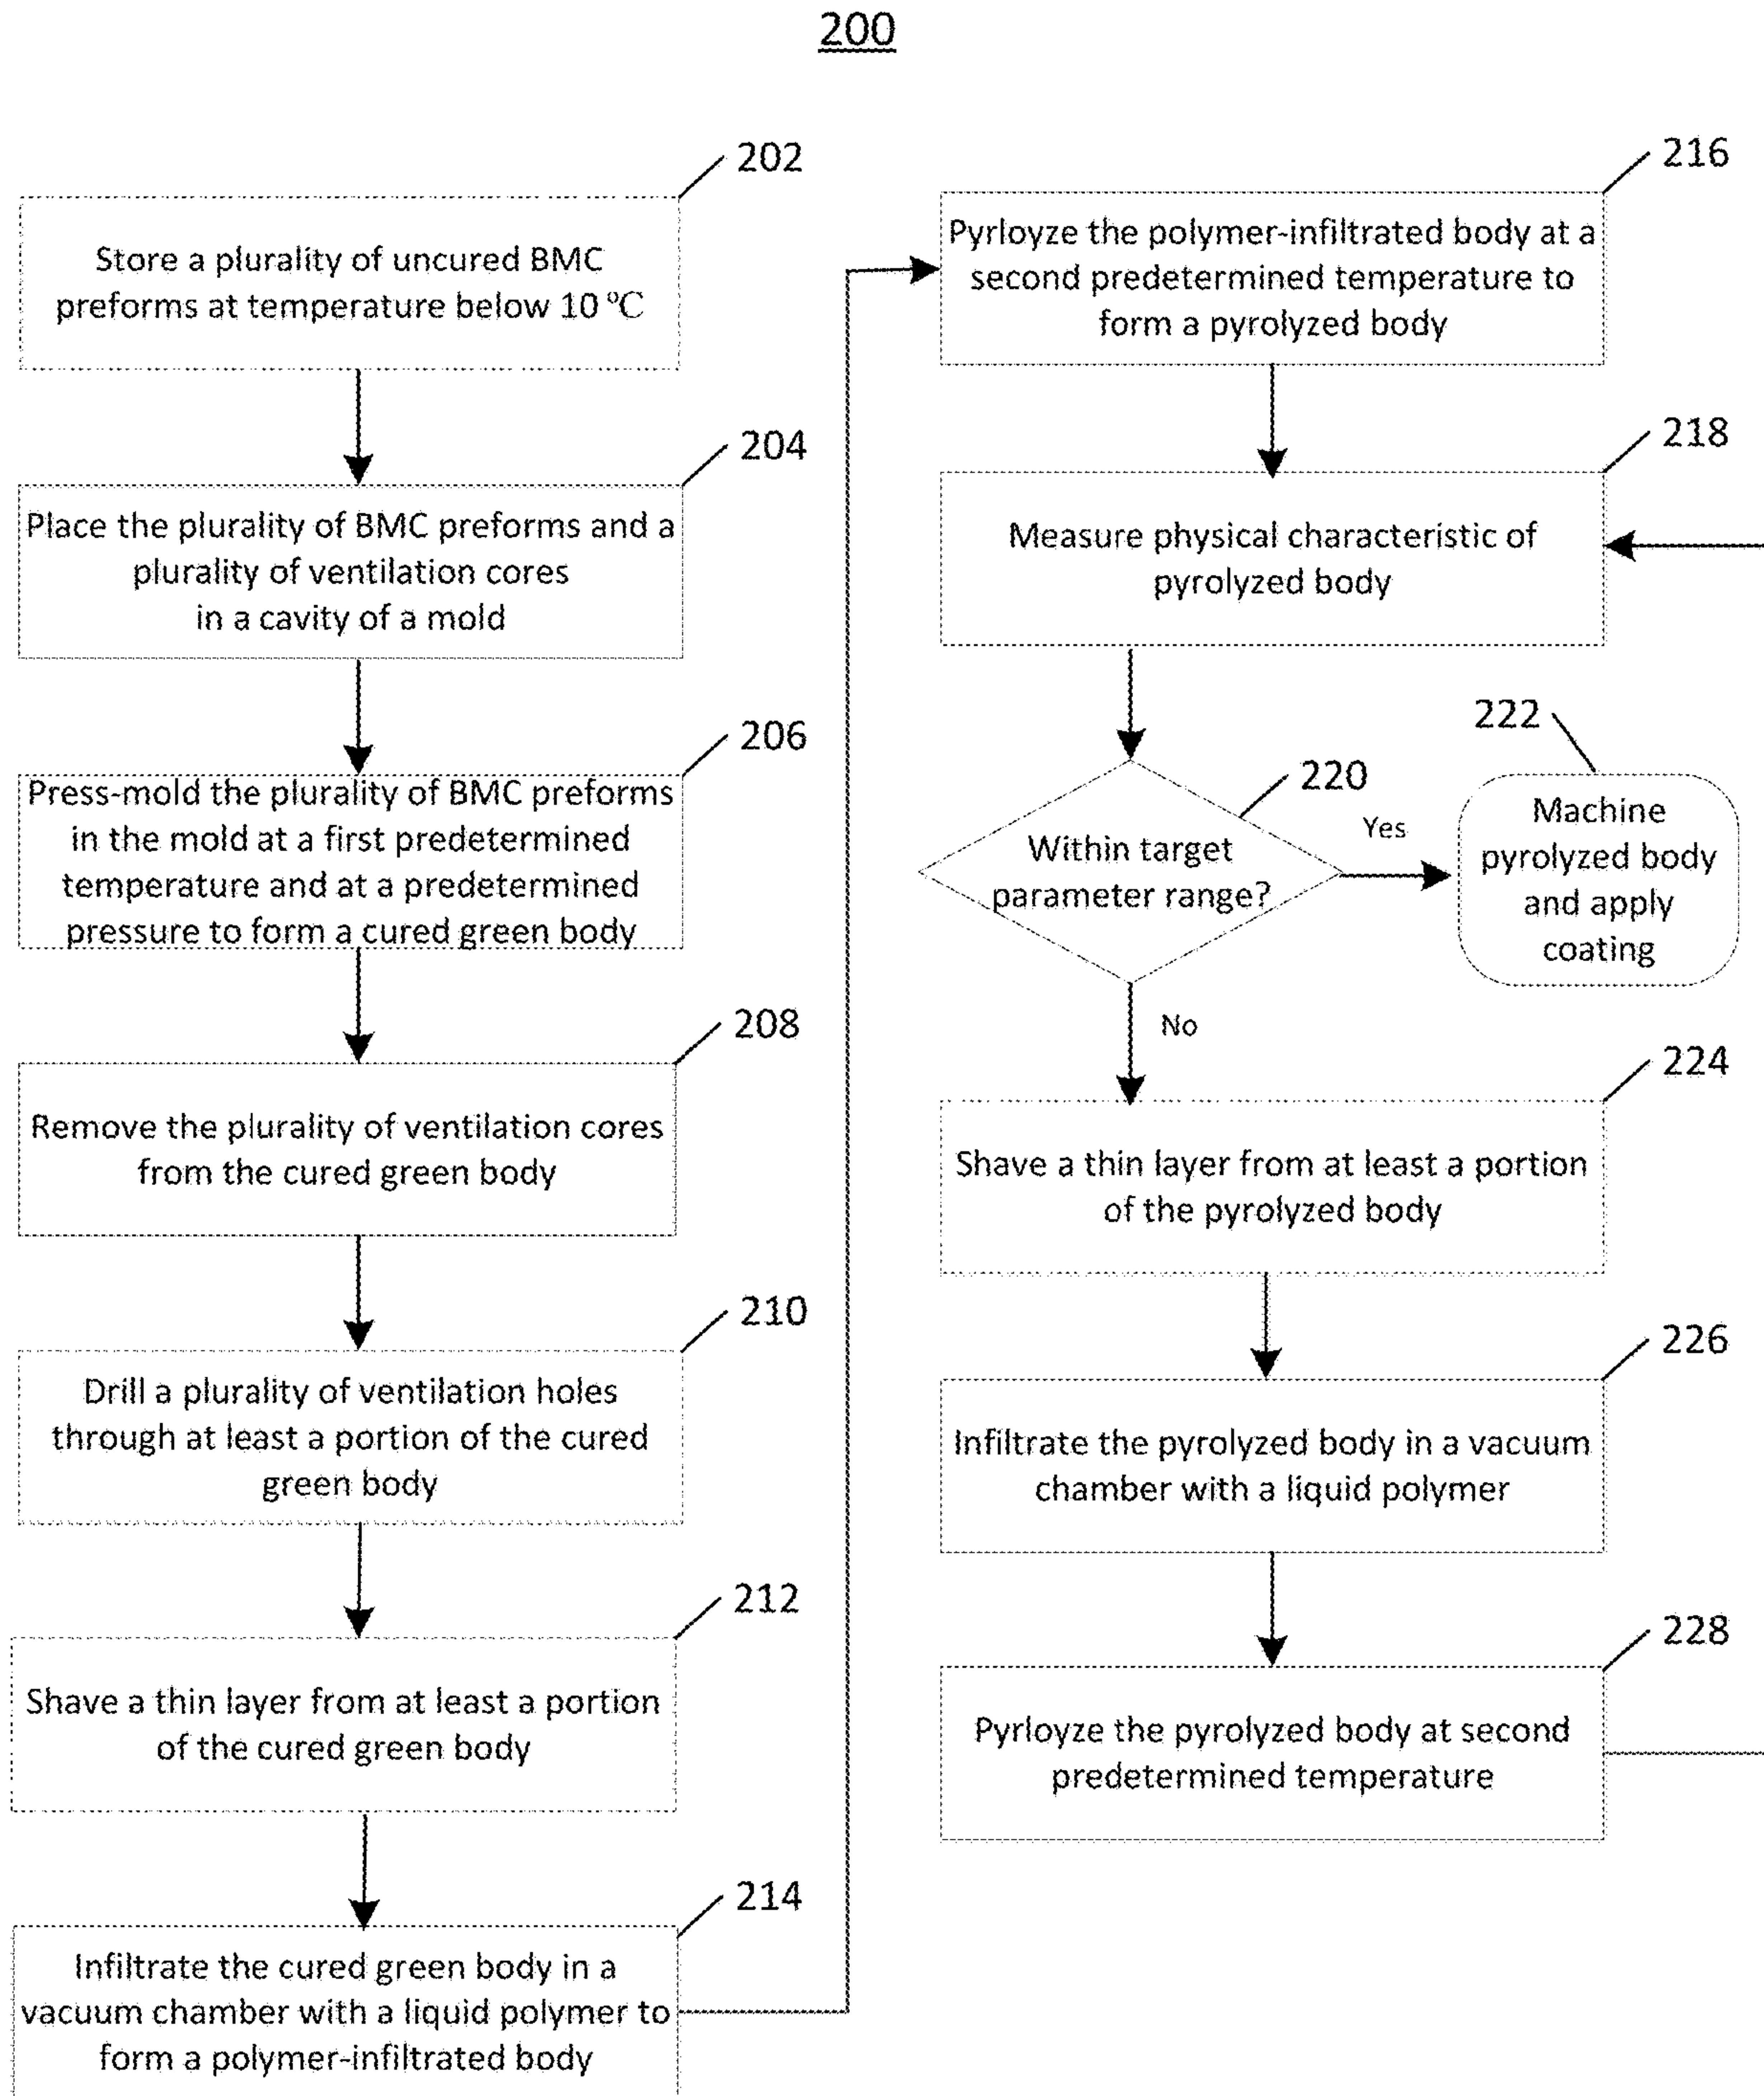 200
202
Store a plurality of uncured BMC
preforms at temperature below 10 ℃
204
Place the plurality of BMC preforms and a
plurality of ventilation cores
in a cavity of a mold
206
Press-mold the plurality of BMC preforms
in the mold at a first predetermined
temperature and at a predetermined
pressure to form a cured green body
208
Remove the plurality of ventilation cores
from the cured green body
210
Drill a plurality of ventilation holes
through at least a portion of the cured
green body
212
Shave a thin layer from at least a portion
of the cured green body
214
Infiltrate the cured green body in a
vacuum chamber with a liquid polymer to
form a polymer-infiltrated body
216
Pyrloyze the polymer-infiltrated body at a
second predetermined temperature to
form a pyrolyzed body
218
Measure physical characteristic of
pyrolyzed body
220
Within target
parameter range?
Yes
222
Machine
pyrolyzed body
and apply
coating
No
224
Shave a thin layer from at least a portion
of the pyrolyzed body
226
Infiltrate the pyrolyzed body in a vacuum
chamber with a liquid polymer
228
Pyrloyze the pyrolyzed body at second
predetermined temperature